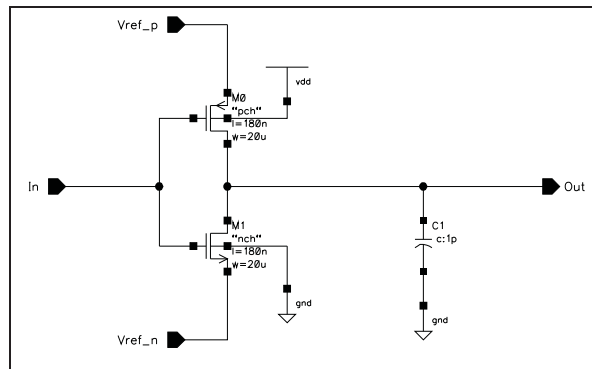 Vref_p
vdd
M0
"pch"
l=180n
w=20u
In
Out
M1
"nch"
l=180n
w=20u
C1
c:1p
gnd
gnd
Vref_n